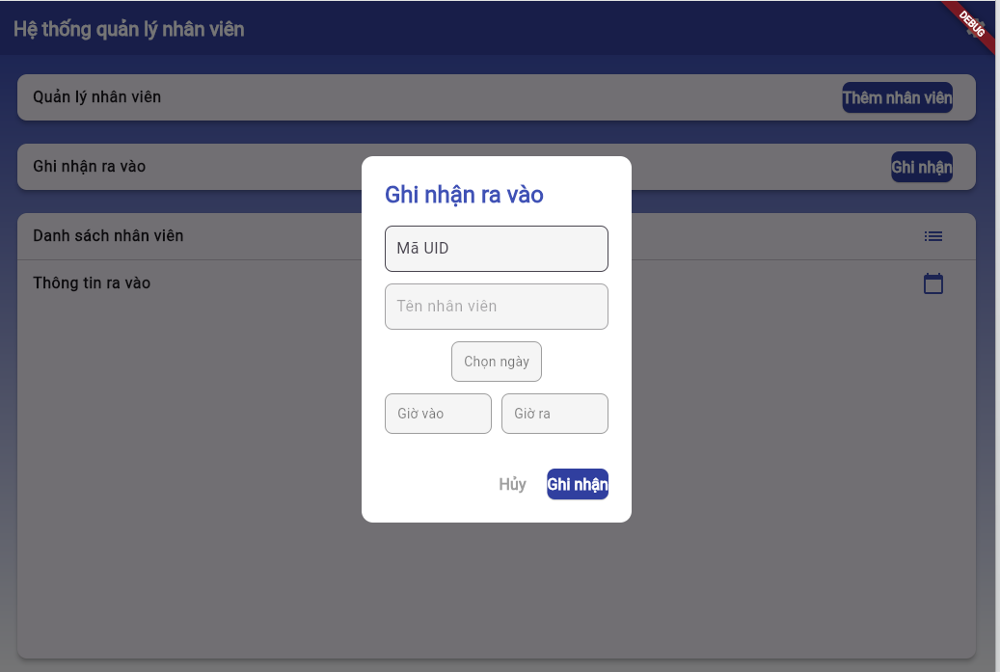 Hệ thống quản lý nhân viên
DEBUG
Quản lý nhân viên
Thêm nhân viên
Ghi nhận ra vào
Ghi nhận
Danh sách nhân viên
Thông tin ra vào
Ghi nhận ra vào
Mã UID
Tên nhân viên
Chọn ngày
Giờ vào
Giờ ra
Hủy
Ghi nhận